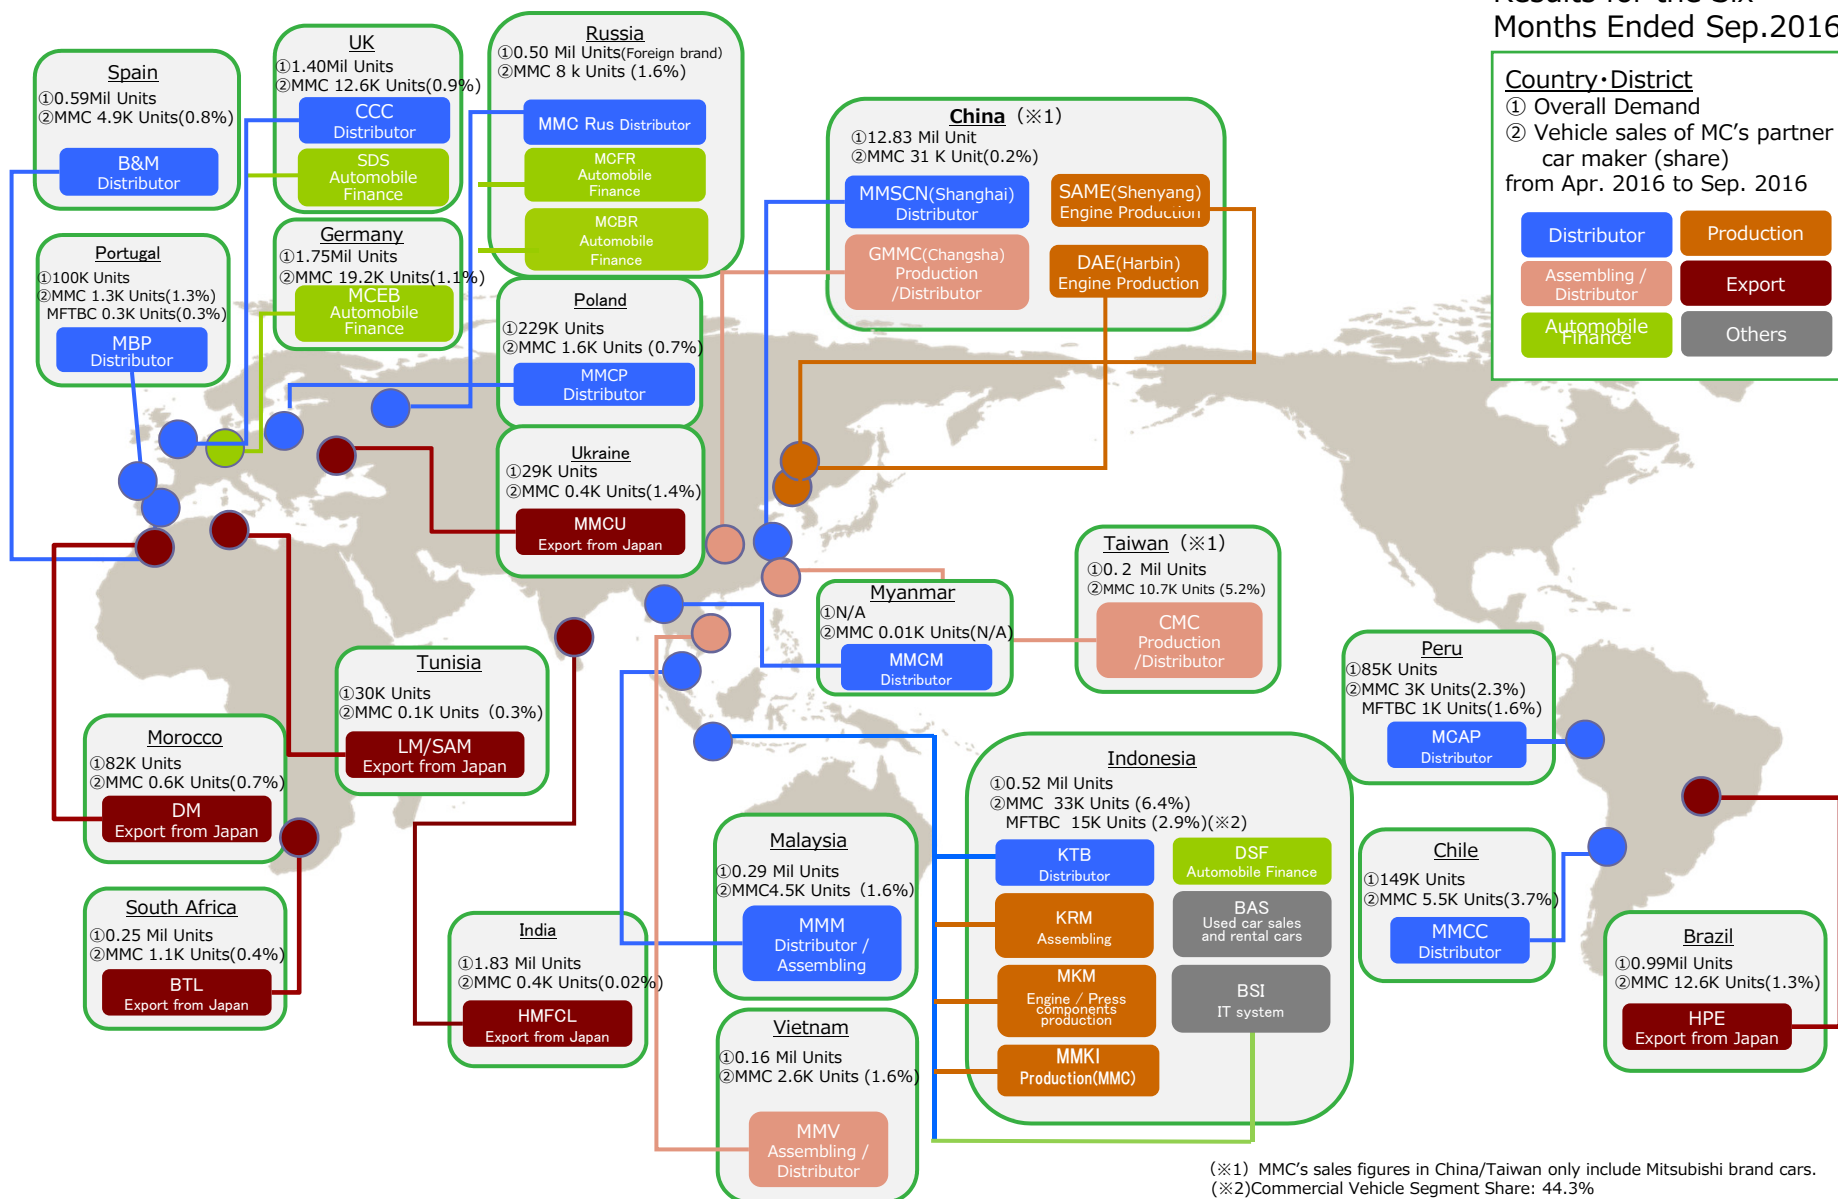 Results for the Six
Months Ended Sep.2016
Country･District
① Overall Demand
② Vehicle sales of MC's partner
car maker (share)
from Apr. 2016 to Sep. 2016
Distributor
Production
Assembling /
Distributor
Export
Automobile
Finance
Others
Spain
①0.59Mil Units
②MMC 4.9K Units(0.8%)
B&M
Distributor
UK
①1.40Mil Units
②MMC 12.6K Units(0.9%)
CCC
Distributor
SDS
Automobile
Finance
Russia
①0.50 Mil Units(Foreign brand)
②MMC 8 k Units (1.6%)
MMC Rus Distributor
MCFR
Automobile
Finance
MCBR
Automobile
Finance
China (※1)
①12.83 Mil Unit
②MMC 31 K Unit(0.2%)
MMSCN(Shanghai)
Distributor
SAME(Shenyang)
Engine Production
GMMC(Changsha)
Production
/Distributor
DAE(Harbin)
Engine Production
Portugal
①100K Units
②MMC 1.3K Units(1.3%)
MFTBC 0.3K Units(0.3%)
MBP
Distributor
Germany
①1.75Mil Units
②MMC 19.2K Units(1.1%)
MCEB
Automobile
Finance
Poland
①229K Units
②MMC 1.6K Units (0.7%)
MMCP
Distributor
Ukraine
①29K Units
②MMC 0.4K Units(1.4%)
MMCU
Export from Japan
Taiwan (※1)
①0. 2 Mil Units
②MMC 10.7K Units (5.2%)
CMC
Production
/Distributor
Myanmar
①N/A
②MMC 0.01K Units(N/A)
MMCM
Distributor
Tunisia
①30K Units
②MMC 0.1K Units (0.3%)
LM/SAM
Export from Japan
Peru
①85K Units
②MMC 3K Units(2.3%)
MFTBC 1K Units(1.6%)
MCAP
Distributor
Morocco
①82K Units
②MMC 0.6K Units(0.7%)
DM
Export from Japan
Indonesia
①0.52 Mil Units
②MMC 33K Units (6.4%)
MFTBC 15K Units (2.9%)(※2)
KTB
Distributor
DSF
Automobile Finance
KRM
Assembling
BAS
Used car sales
and rental cars
MKM
Engine / Press
components
production
BSI
IT system
MMKI
Production(MMC)
Malaysia
①0.29 Mil Units
②MMC4.5K Units (1.6%)
MMM
Distributor /
Assembling
Chile
①149K Units
②MMC 5.5K Units(3.7%)
MMCC
Distributor
South Africa
①0.25 Mil Units
②MMC 1.1K Units(0.4%)
BTL
Export from Japan
India
①1.83 Mil Units
②MMC 0.4K Units(0.02%)
HMFCL
Export from Japan
Brazil
①0.99Mil Units
②MMC 12.6K Units(1.3%)
HPE
Export from Japan
Vietnam
①0.16 Mil Units
②MMC 2.6K Units (1.6%)
MMV
Assembling /
Distributor
(※1) MMC's sales figures in China/Taiwan only include Mitsubishi brand cars.
(※2)Commercial Vehicle Segment Share: 44.3%